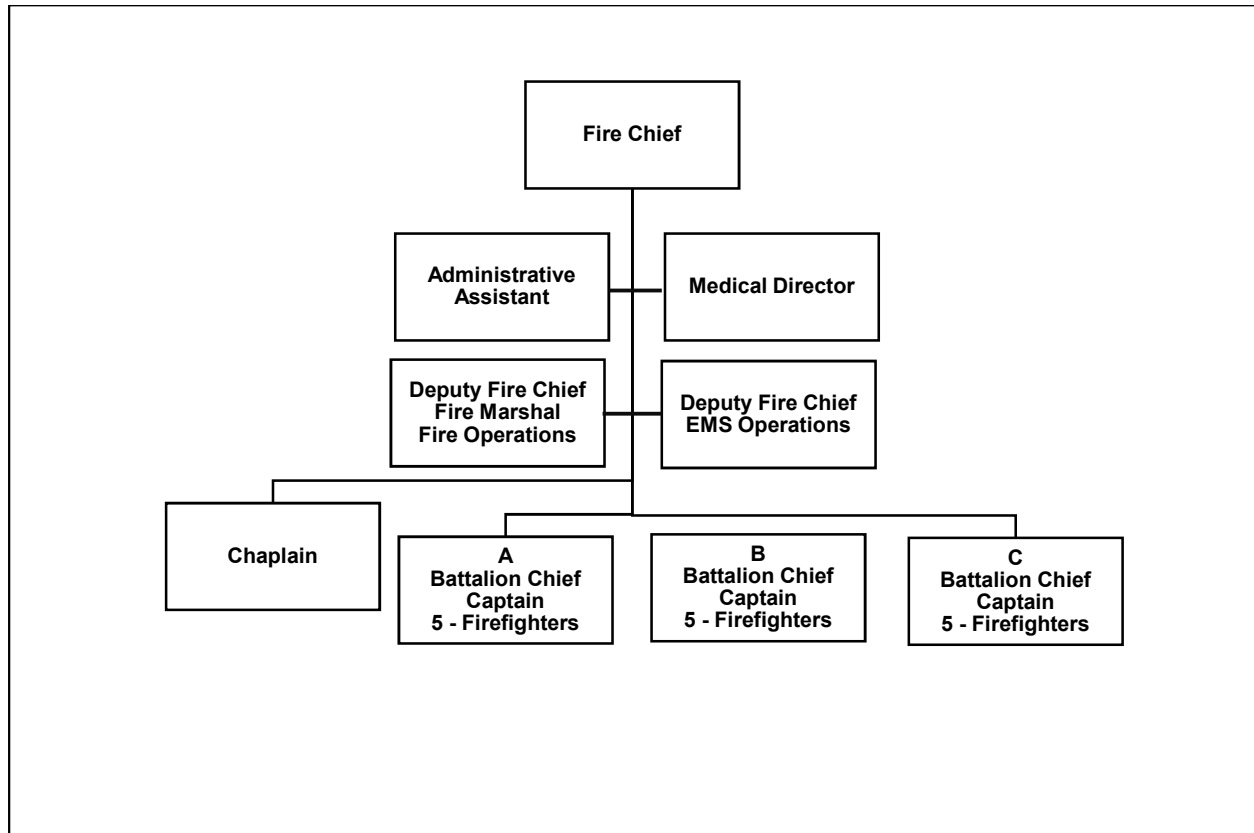 Fire Chief
Administrative
Assistant
Medical Director
Deputy Fire Chief
Fire Marshal
Fire Operations
Deputy Fire Chief
EMS Operations
Chaplain
A
Battalion Chief
Captain
5 - Firefighters
B
Battalion Chief
Captain
5 - Firefighters
C
Battalion Chief
Captain
5 - Firefighters